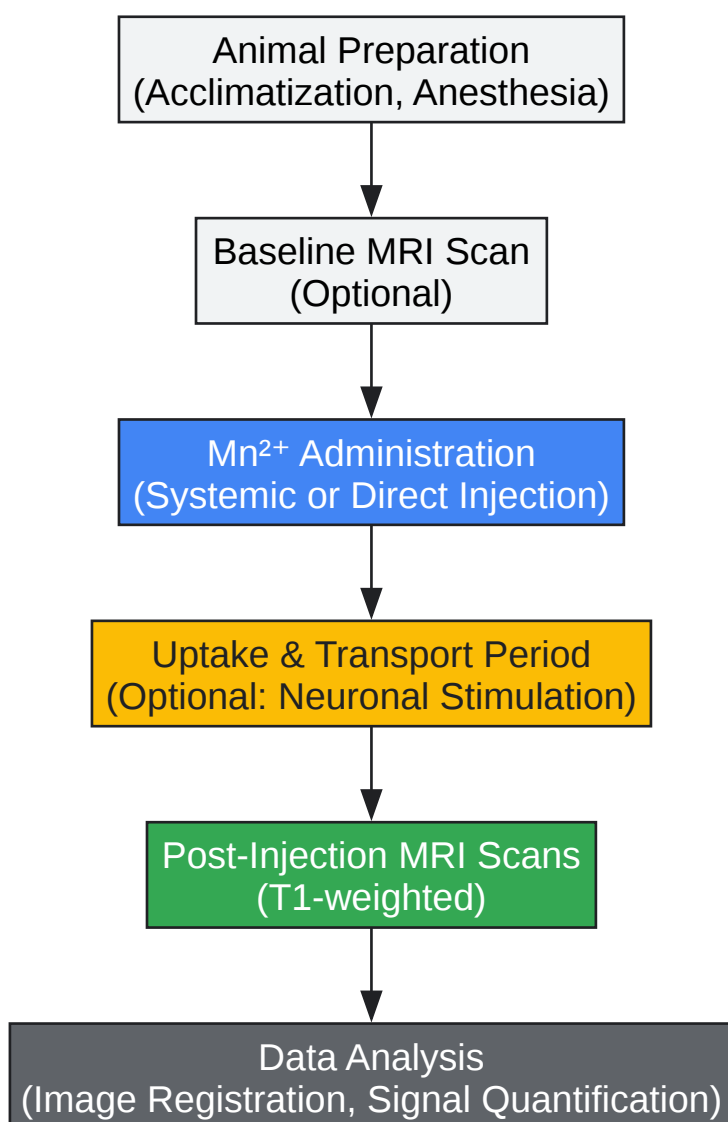 Animal Preparation
(Acclimatization, Anesthesia)
Baseline MRI Scan
(Optional)
Mn²⁺ Administration
(Systemic or Direct Injection)
Uptake & Transport Period
(Optional: Neuronal Stimulation)
Post-Injection MRI Scans
(T1-weighted)
Data Analysis
(Image Registration, Signal Quantification)